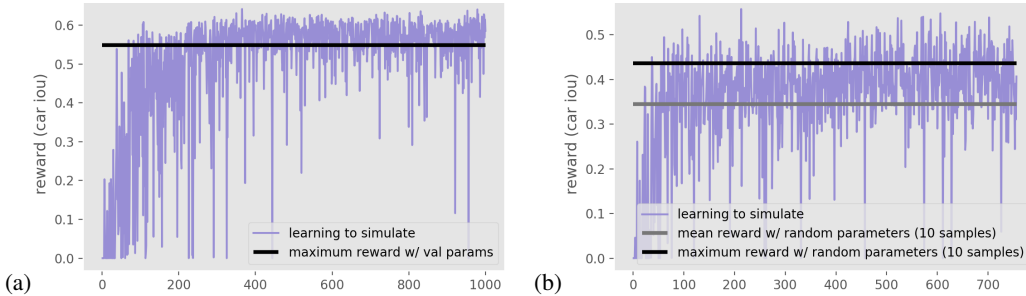 (a)
reward (car iou)
0.6
0.5
0.4
0.3
0.2
0.1
0.0
learning to simulate
maximum reward w/ val params
0 200 400 600 800 1000
(b)
reward (car iou)
0.5
0.4
0.3
0.2
0.1
0.0
learning to simulate
mean reward w/ random parameters (10 samples)
maximum reward w/ random parameters (10 samples)
0 100 200 300 400 500 600 700